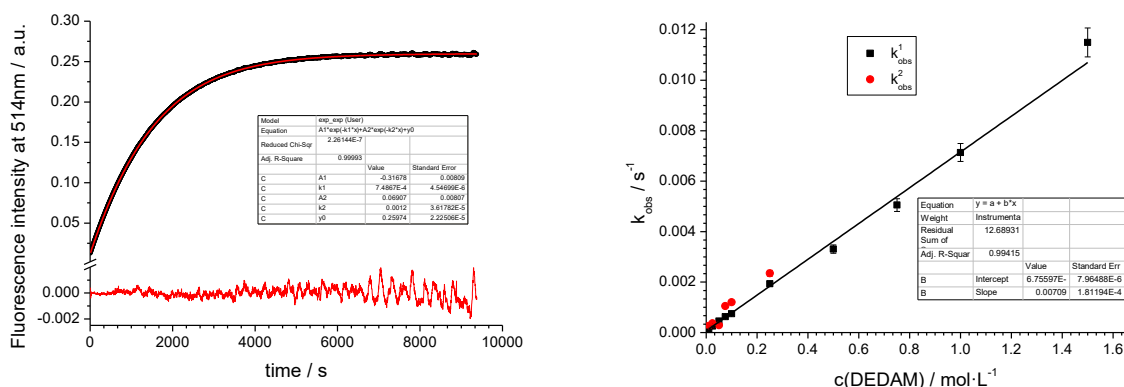 0.30
0.25
0.20
0.15
0.10
0.05
0.000
-0.002
Fluorescence intensity at 514nm / a.u.
0 2000 4000 6000 8000 10000
time / s
Model exp_exp (User)
Equation A1*exp(-k1*x)+A2*exp(-k2*x)+y0
Reduced Chi-Sqr 2.26144E-7
Adj. R-Square 0.99993
Value Standard Error
C A1 -0.31678 0.00809
C k1 7.4867E-4 4.54699E-6
C A2 0.06907 0.00807
C k2 0.0012 3.61782E-5
C y0 0.25974 2.22506E-5
0.012
0.010
0.008
0.006
0.004
0.002
0.000
k_obs / s⁻¹
0.0 0.2 0.4 0.6 0.8 1.0 1.2 1.4 1.6
c(DEDAM) / mol·L⁻¹
k¹obs
k²obs
Equation y = a + b*x
Weight Instrumenta
Residual Sum of 12.68931
Adj. R-Squar 0.99415
Value Standard Err
B Intercept 6.75597E- 7.96488E-6
B Slope 0.00709 1.81194E-4